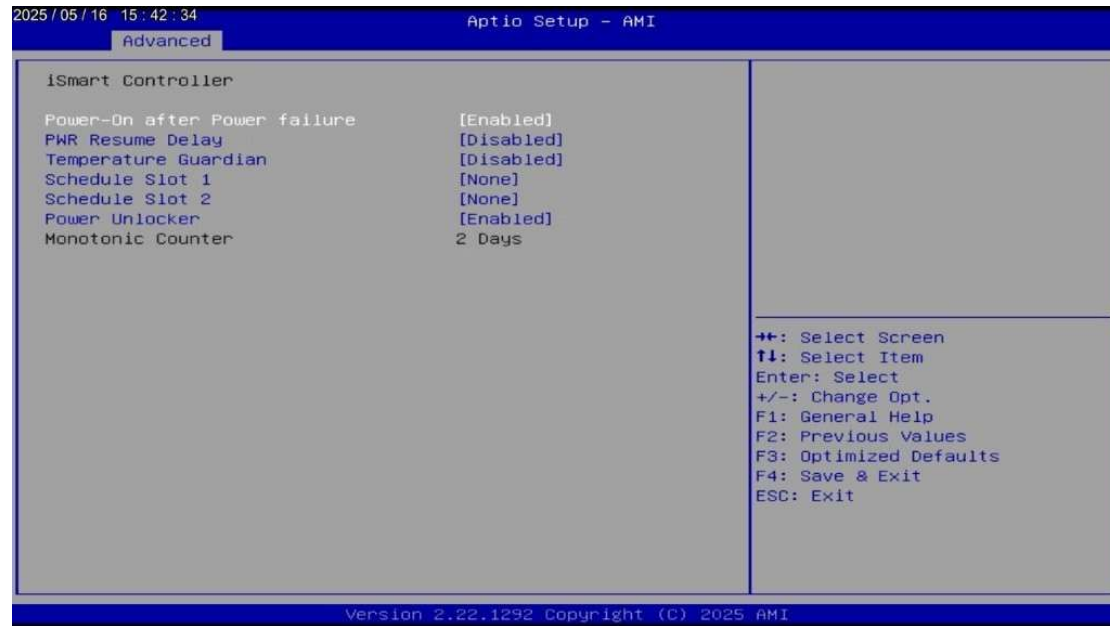 2025 / 05 / 16 15 : 42 : 34
Aptio Setup - AMI
Advanced
iSmart Controller
Power-On after Power failure [Enabled]
PWR Resume Delay [Disabled]
Temperature Guardian [Disabled]
Schedule Slot 1 [None]
Schedule Slot 2 [None]
Power Unlocker [Enabled]
Monotonic Counter 2 Days
→←: Select Screen
↑↓: Select Item
Enter: Select
+/-: Change Opt.
F1: General Help
F2: Previous Values
F3: Optimized Defaults
F4: Save & Exit
ESC: Exit
Version 2.22.1292 Copyright (C) 2025 AMI